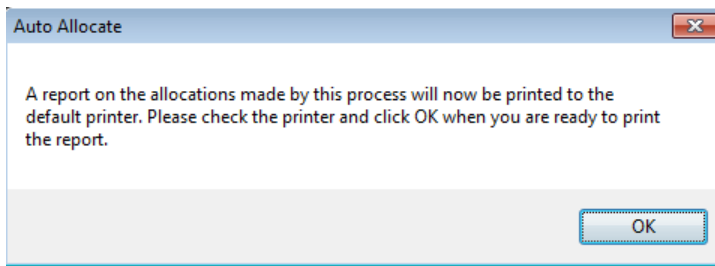 Auto Allocate
A report on the allocations made by this process will now be printed to the
default printer. Please check the printer and click OK when you are ready to print
the report.
OK